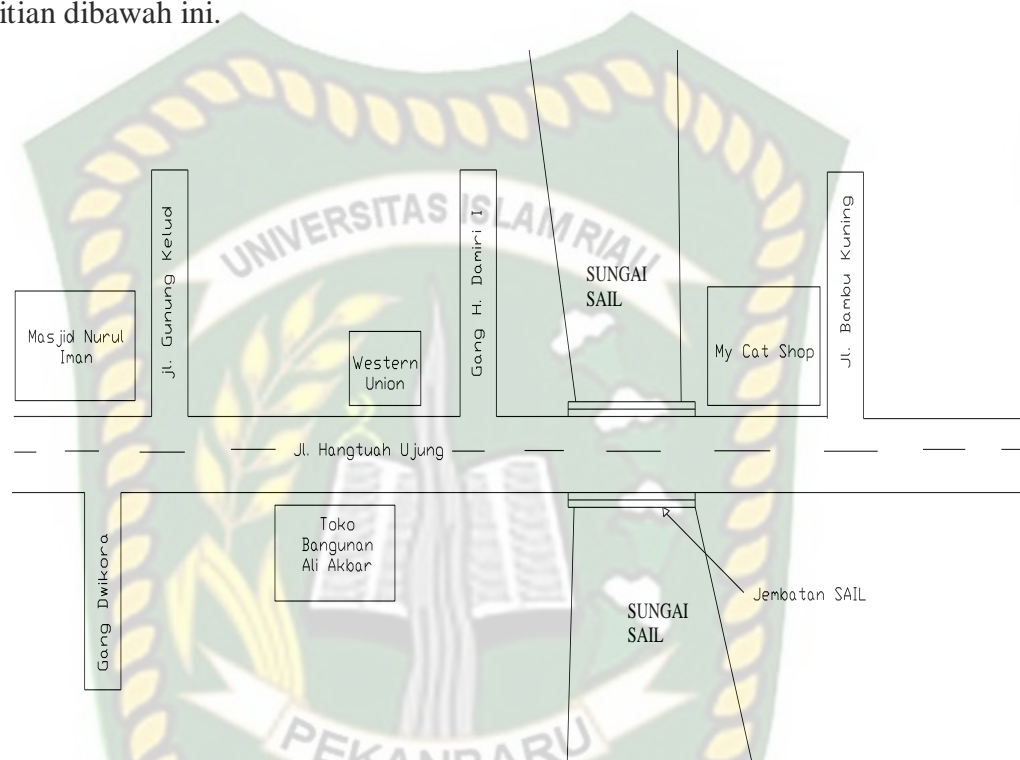 itian dibawah ini.
UNIVERSITAS ISLAM RIAU
jl. Gunung Kelud
Gang H. Damiri I
Jl. Bambu Kuning
SUNGAI
SAIL
Masjid Nurul
Iman
Western
Union
My Cat Shop
Jl. Hangtuah Ujung
Toko
Bangunan
Ali Akbar
Gang Dwikora
Jembatan SAIL
SUNGAI
SAIL
PEKANBARU